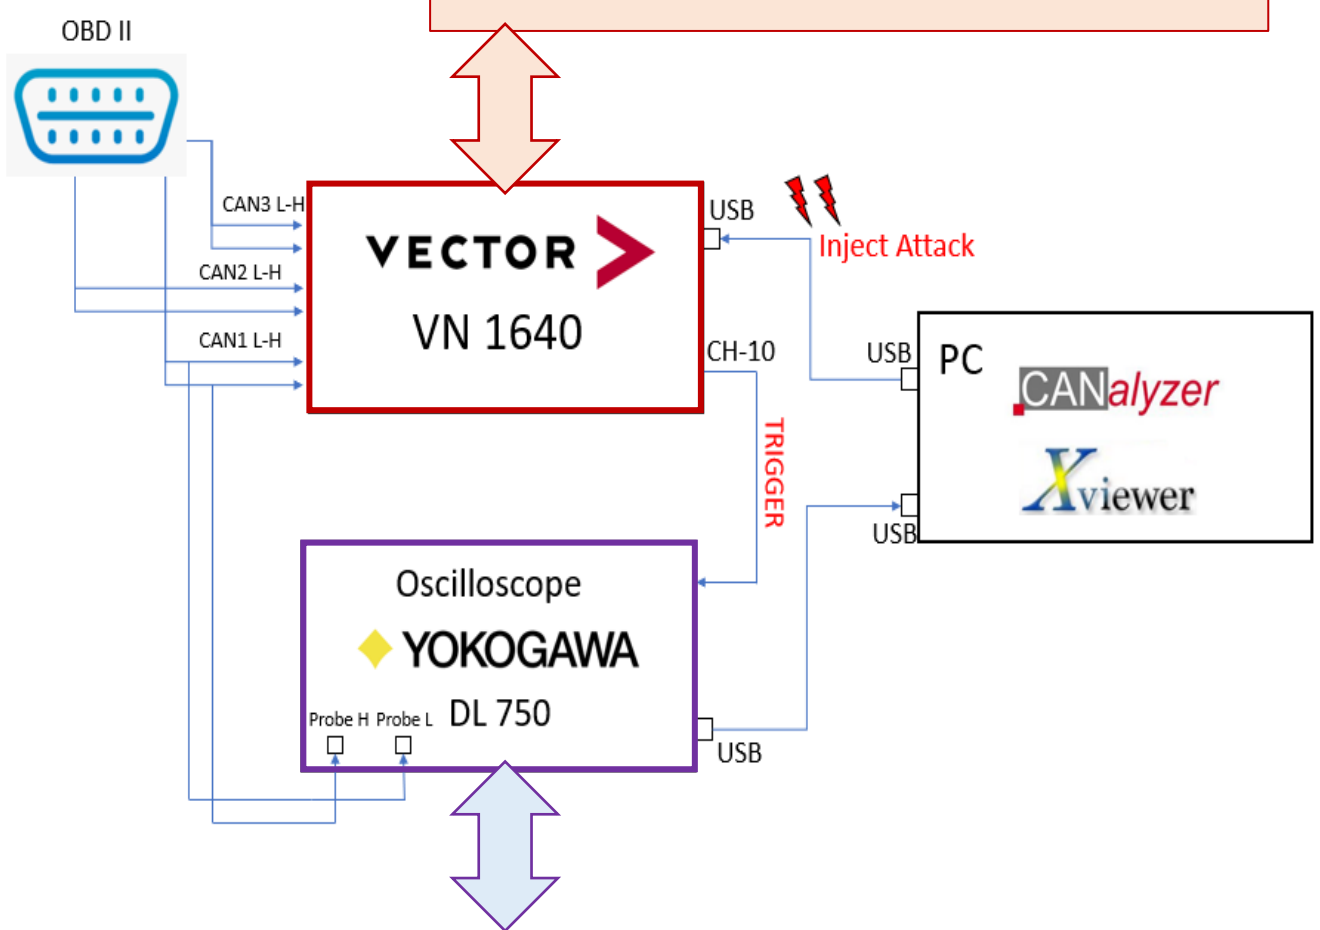 OBD II
CAN3 L-H
CAN2 L-H
CAN1 L-H
VECTOR
VN 1640
USB
Inject Attack
CH-10
TRIGGER
USB
PC
CANalyzer
Xviewer
USB
Oscilloscope
YOKOGAWA
DL 750
Probe H
Probe L
USB